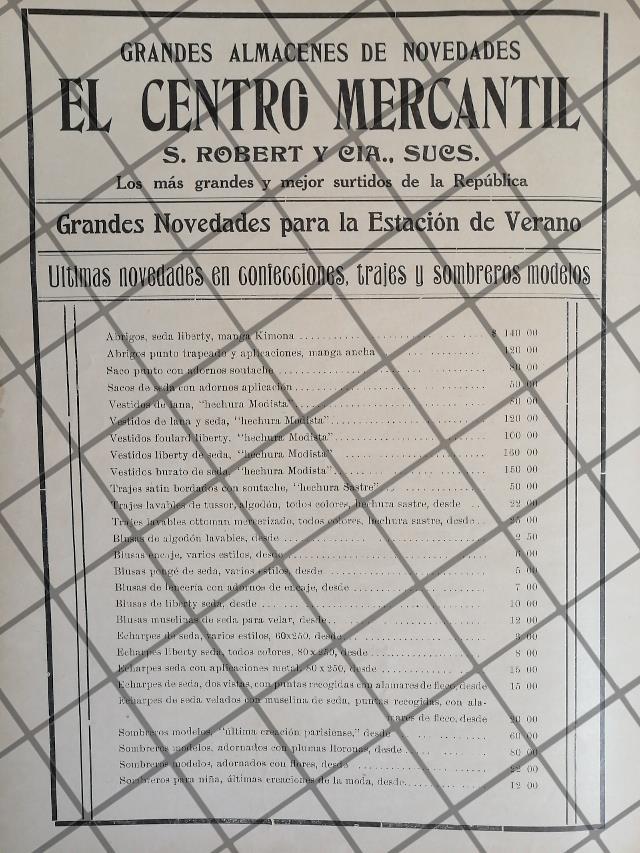 GRANDES ALMACENES DE NOVEDADES
EL CENTRO MERCANTIL
S. ROBERT Y CIA., SUCS.
Los más grandes y mejor surtidos de la República
Grandes Novedades para la Estación de Verano
Ultimas novedades en confecciones, trajes y sombreros modelos
Abrigos, seda liberty, manga Kimona $ 140 00
Abrigos punto trapeado y aplicaciones, manga ancha 120 00
Saco punto con adornos soutache 80 00
Sacos de seda con adornos aplicación 50 00
Vestidos de lana, "hechura Modista 80 00
Vestidos de lana y seda, "hechura Modista" 120 00
Vestidos foulard liberty, "hechura Modista" 100 00
Vestidos liberty de seda, "hechura Modista" 160 00
Vestidos burato de seda, "hechura Modista" 150 00
Trajes satin bordados con soutache, "hechura Sastre" 50 00
Trajes lavables de tussor, algodón, todos colores, hechura sastre, desde 22 00
Trajes lavables ottoman mercerizado, todos colores, hechura sastre, desde 00
Blusas de algodón lavables, desde 2 50
Blusas encaje, varios estilos, desde 6 00
Blusas pongé de seda, varios estilos, desde 5 00
Blusas de lencería con adornos de encaje, desde 7 00
Blusas de liberty seda, desde 10 00
Blusas muselinas de seda para velar, desde 12 00
Echarpes de seda, varios estilos, 60x250, desde 00
Echarpes liberty seda, todos colores, 80x250, desde 8 00
Echarpes seda con aplicaciones metal, 80 x 250, desde 15 00
Echarpes de seda, dos vistas, con puntas recogidas con alamares de fleco, desde 15 00
Echarpes de seda velados con muselina de seda, puntas recogidas, con ala-
mares de fleco, desde 20 00
Sombreros modelos, "última creación parisiense," desde 60 00
Sombreros modelos, adornados con plumas lloronas, desde 80 00
Sombreros modelos, adornados con flores, desde 22 00
Sombreros para niña, últimas creaciones de la moda, desde 12 00